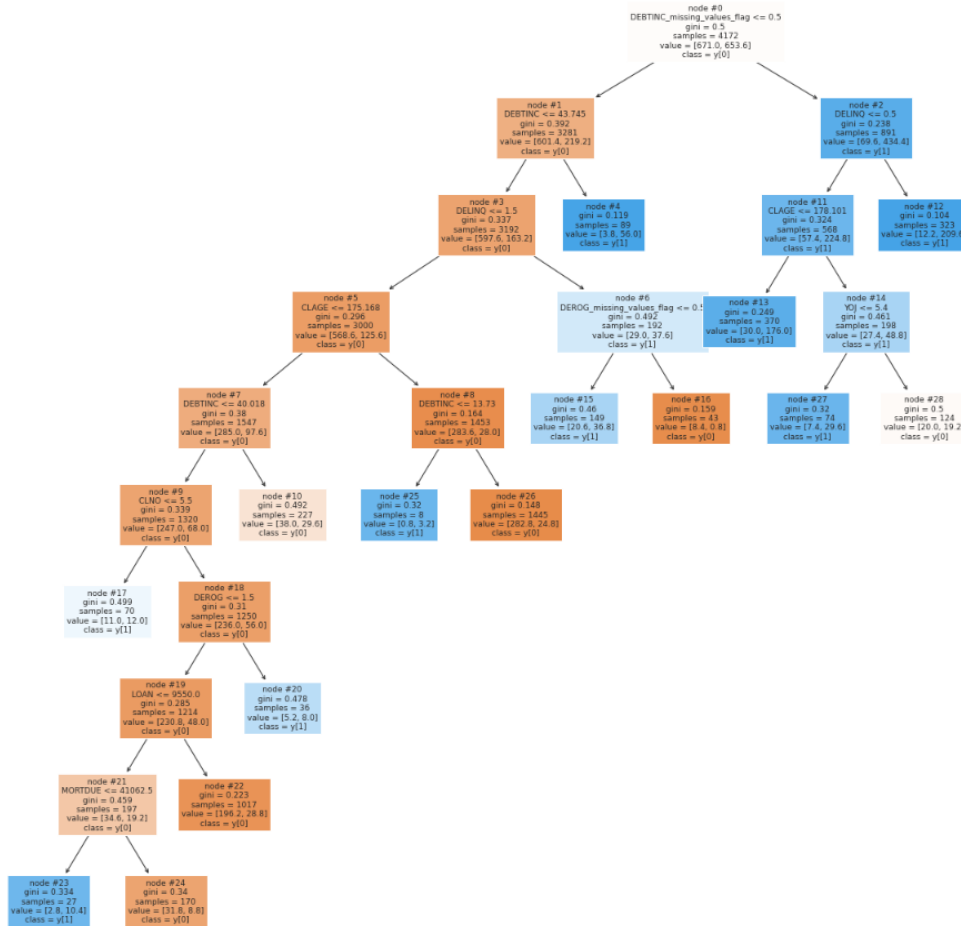 node #0
DEBTINC_missing_values_flag <= 0.5
gini = 0.5
samples = 4172
value = [671.0, 653.6]
class = y[0]
node #1
DEBTINC <= 43.745
gini = 0.392
samples = 3281
value = [601.4, 219.2]
class = y[0]
node #2
DELINQ <= 0.5
gini = 0.238
samples = 891
value = [69.6, 434.4]
class = y[1]
node #3
DELINQ <= 1.5
gini = 0.337
samples = 3192
value = [597.6, 163.2]
class = y[0]
node #4
gini = 0.119
samples = 89
value = [3.8, 56.0]
class = y[1]
node #11
CLAGE <= 178.101
gini = 0.324
samples = 568
value = [57.4, 224.8]
class = y[1]
node #12
gini = 0.104
samples = 323
value = [12.2, 209.6
class = y[1]
node #5
CLAGE <= 175.168
gini = 0.296
samples = 3000
value = [568.6, 125.6]
class = y[0]
node #6
DEROG_missing_values_flag <= 0.5
gini = 0.492
samples = 192
value = [29.0, 37.6]
class = y[1]
node #13
gini = 0.249
samples = 370
value = [30.0, 176.0]
class = y[1]
node #14
YOJ <= 5.4
gini = 0.461
samples = 198
value = [27.4, 48.8]
class = y[1]
node #7
DEBTINC <= 40.018
gini = 0.38
samples = 1547
value = [285.0, 97.6]
class = y[0]
node #8
DEBTINC <= 13.73
gini = 0.164
samples = 1453
value = [283.6, 28.0]
class = y[0]
node #15
gini = 0.46
samples = 149
value = [20.6, 36.8]
class = y[1]
node #16
gini = 0.159
samples = 43
value = [8.4, 0.8]
class = y[0]
node #27
gini = 0.32
samples = 74
value = [7.4, 29.6]
class = y[1]
node #28
gini = 0.5
samples = 124
value = [20.0, 19.2
class = y[0]
node #9
CLNO <= 5.5
gini = 0.339
samples = 1320
value = [247.0, 68.0]
class = y[0]
node #10
gini = 0.492
samples = 227
value = [38.0, 29.6]
class = y[0]
node #25
gini = 0.32
samples = 8
value = [0.8, 3.2]
class = y[1]
node #26
gini = 0.148
samples = 1445
value = [282.8, 24.8]
class = y[0]
node #17
gini = 0.499
samples = 70
value = [11.0, 12.0]
class = y[1]
node #18
DEROG <= 1.5
gini = 0.31
samples = 1250
value = [236.0, 56.0]
class = y[0]
node #19
LOAN <= 9550.0
gini = 0.285
samples = 1214
value = [230.8, 48.0]
class = y[0]
node #20
gini = 0.478
samples = 36
value = [5.2, 8.0]
class = y[1]
node #21
MORTDUE <= 41062.5
gini = 0.459
samples = 197
value = [34.6, 19.2]
class = y[0]
node #22
gini = 0.223
samples = 1017
value = [196.2, 28.8]
class = y[0]
node #23
gini = 0.334
samples = 27
value = [2.8, 10.4]
class = y[1]
node #24
gini = 0.34
samples = 170
value = [31.8, 8.8]
class = y[0]